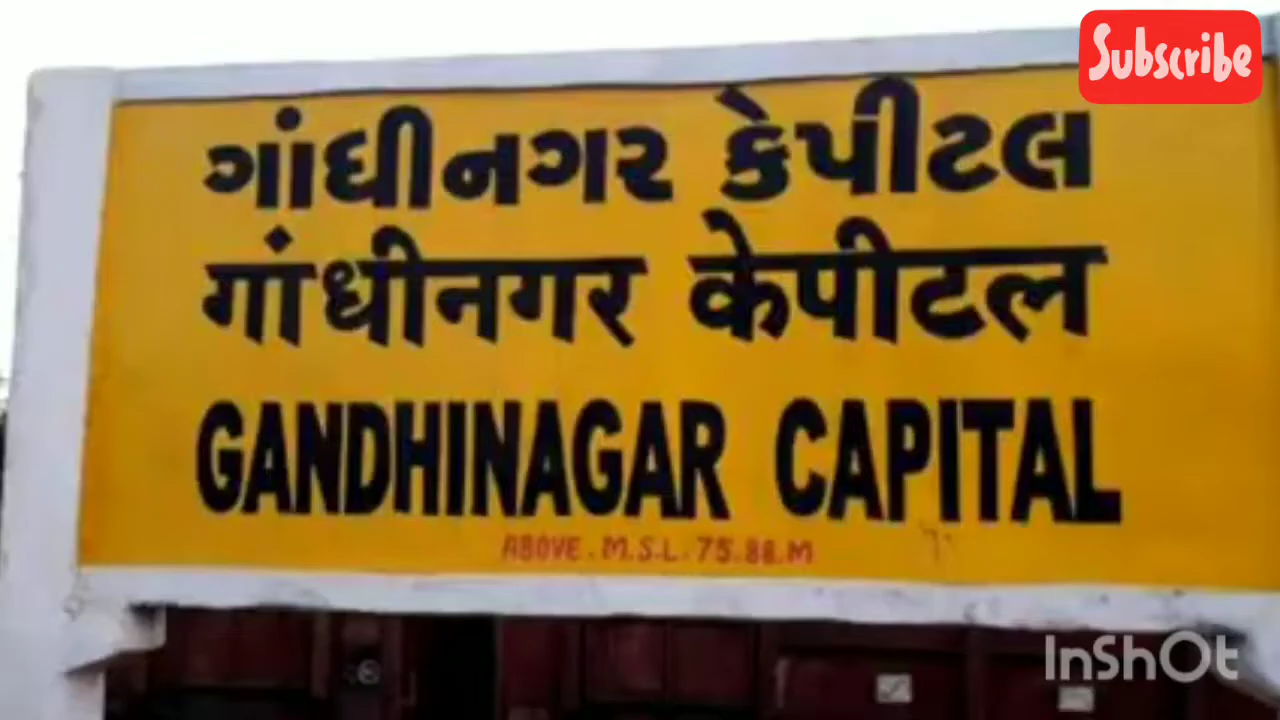 Subscribe
ગાંધીનગર કેપીટલ
गांधीनगर केपीटल
GANDHINAGAR CAPITAL
ABOVE . M.S.L. 75.88.M
InShOt